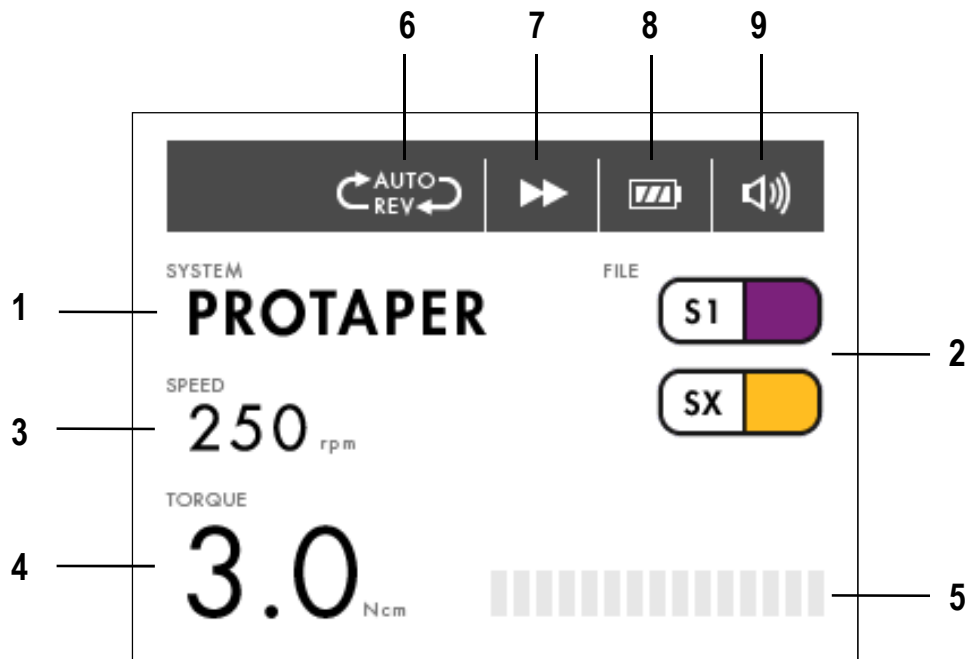 6 7 8 9
AUTO
REV
SYSTEM
FILE
1
PROTAPER
S1
2
SPEED
SX
3
250 rpm
TORQUE
4
3.0 Ncm
5